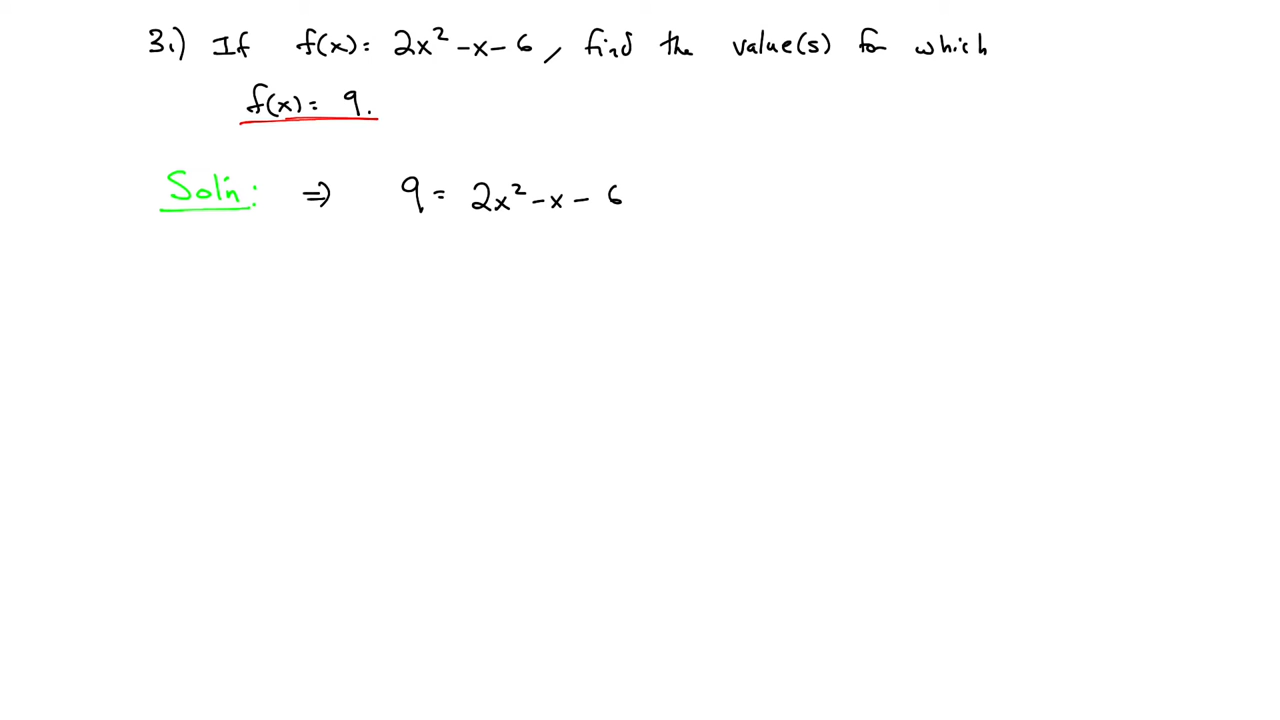 3.) If f(x) = 2x² - x - 6, find the value(s) for which
f(x) = 9.
Sol'n: ⇒ 9 = 2x² - x - 6